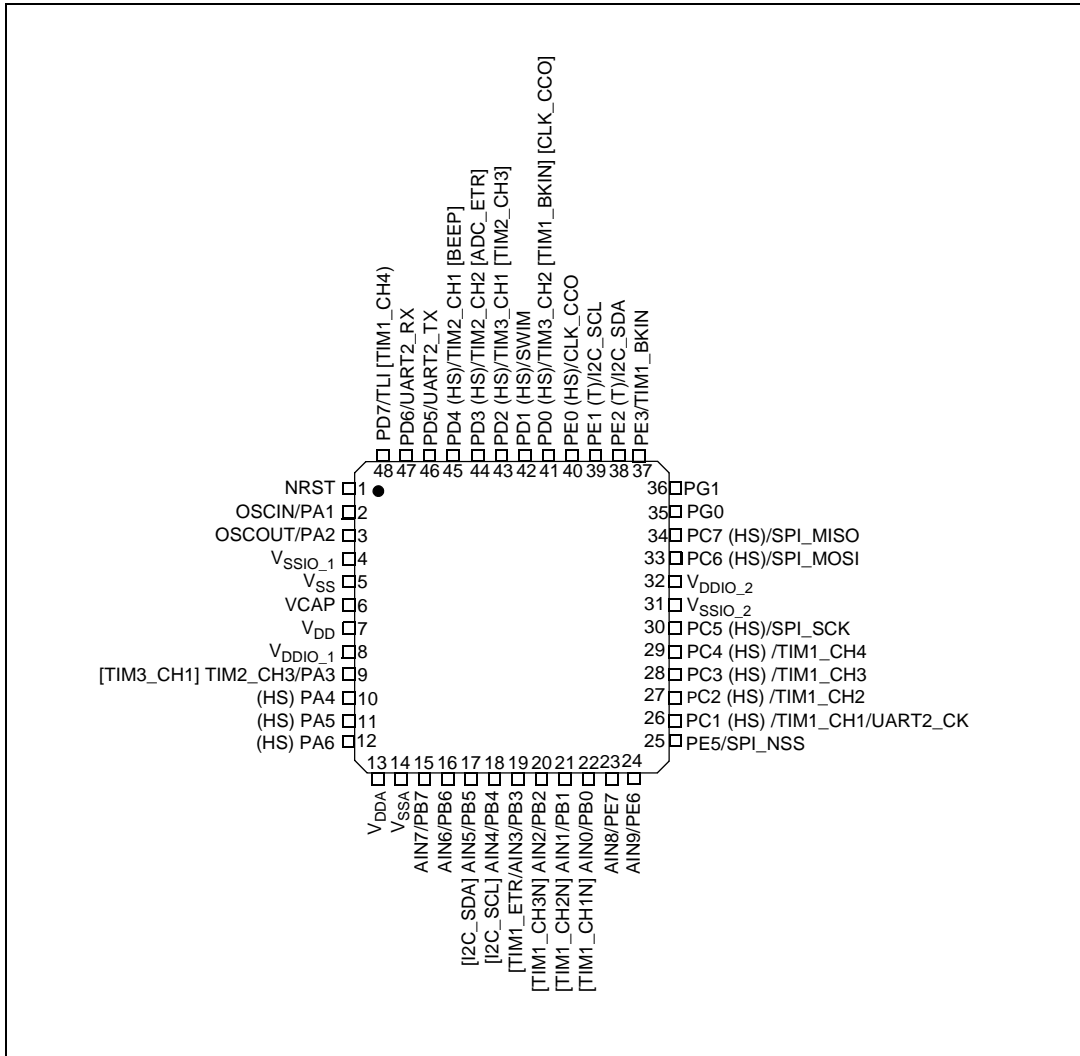 PD7/TLI [TIM1_CH4)
PD6/UART2_RX
PD5/UART2_TX
PD4 (HS)/TIM2_CH1 [BEEP]
PD3 (HS)/TIM2_CH2 [ADC_ETR]
PD2 (HS)/TIM3_CH1 [TIM2_CH3]
PD1 (HS)/SWIM
PD0 (HS)/TIM3_CH2 [TIM1_BKIN] [CLK_CCO]
PE0 (HS)/CLK_CCO
PE1 (T)/I2C_SCL
PE2 (T)/I2C_SDA
PE3/TIM1_BKIN
48 47 46 45 44 43 42 41 40 39 38 37
NRST 1
OSCIN/PA1 2
OSCOUT/PA2 3
VSSIO_1 4
VSS 5
VCAP 6
VDD 7
VDDIO_1 8
[TIM3_CH1] TIM2_CH3/PA3 9
(HS) PA4 10
(HS) PA5 11
(HS) PA6 12
36 PG1
35 PG0
34 PC7 (HS)/SPI_MISO
33 PC6 (HS)/SPI_MOSI
32 VDDIO_2
31 VSSIO_2
30 PC5 (HS)/SPI_SCK
29 PC4 (HS) /TIM1_CH4
28 PC3 (HS) /TIM1_CH3
27 PC2 (HS) /TIM1_CH2
26 PC1 (HS) /TIM1_CH1/UART2_CK
25 PE5/SPI_NSS
13 14 15 16 17 18 19 20 21 22 23 24
VDDA
VSSA
AIN7/PB7
AIN6/PB6
[I2C_SDA] AIN5/PB5
[I2C_SCL] AIN4/PB4
[TIM1_ETR/AIN3/PB3
[TIM1_CH3N] AIN2/PB2
[TIM1_CH2N] AIN1/PB1
[TIM1_CH1N] AIN0/PB0
AIN8/PE7
AIN9/PE6